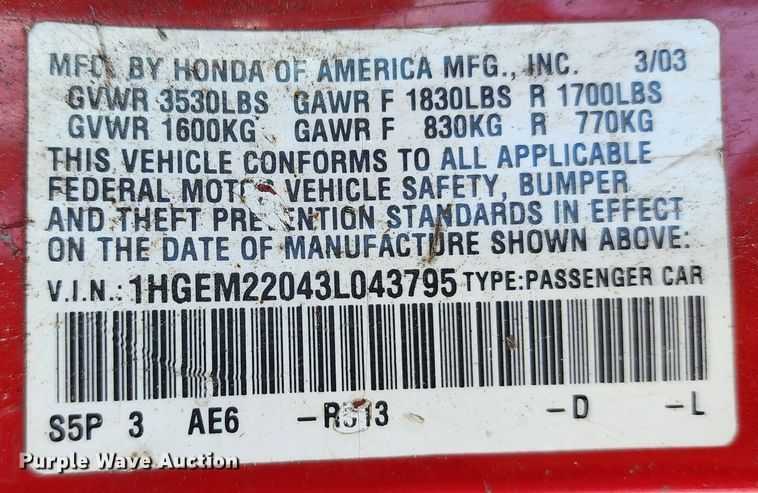 MFD. BY HONDA OF AMERICA MFG., INC. 3/03
GVWR 3530LBS GAWR F 1830LBS R 1700LBS
GVWR 1600KG GAWR F 830KG R 770KG
THIS VEHICLE CONFORMS TO ALL APPLICABLE
FEDERAL MOTOR VEHICLE SAFETY, BUMPER
AND THEFT PREVENTION STANDARDS IN EFFECT
ON THE DATE OF MANUFACTURE SHOWN ABOVE:
V.I.N.: 1HGEM22043L043795 TYPE:PASSENGER CAR
S5P 3 AE6 -D -L
Purple Wave Auction